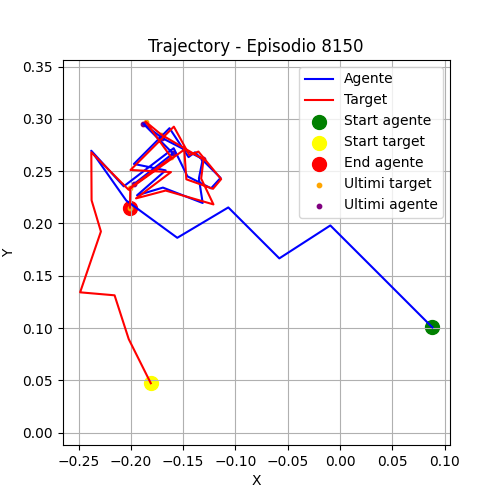 Trajectory - Episodio 8150
Agente
Target
Start agente
Start target
End agente
Ultimi target
Ultimi agente
0.35
0.30
0.25
0.20
0.15
0.10
0.05
0.00
Y
−0.25 −0.20 −0.15 −0.10 −0.05 0.00 0.05 0.10
X